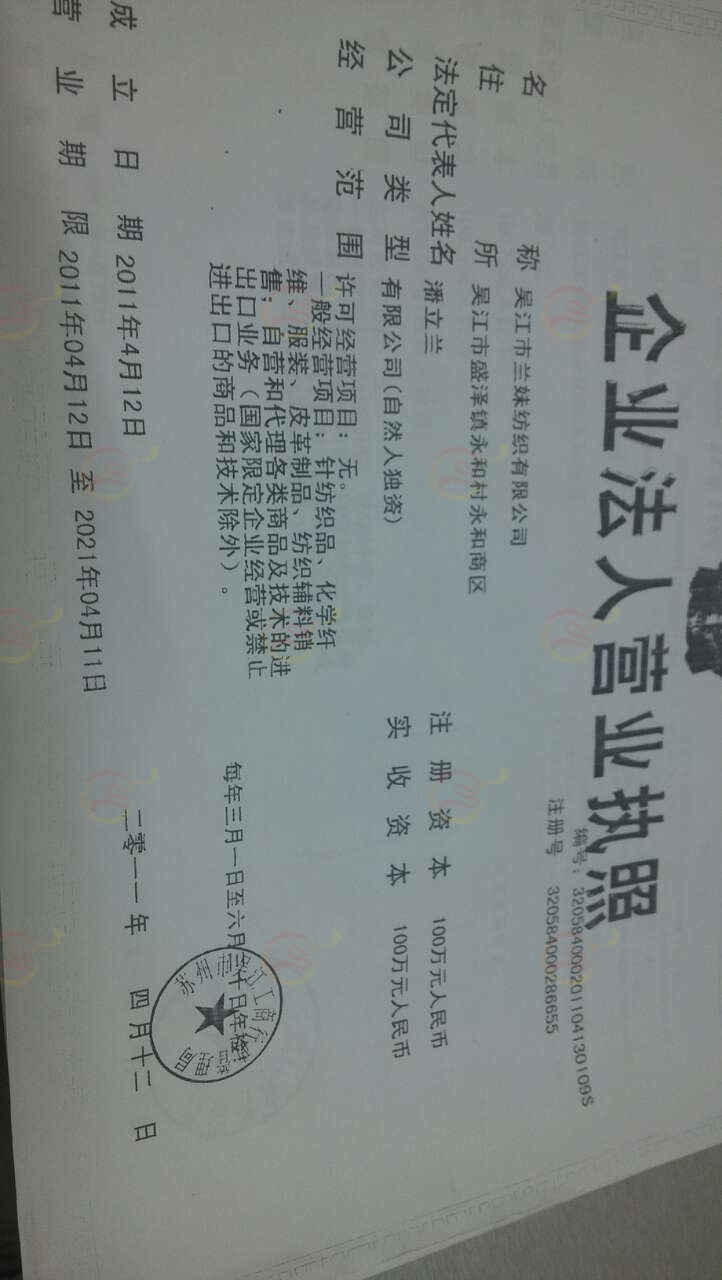 企业法人营业执照
编号：320584000201104130109S
注册号 320584000286655
名称 吴江市兰妹纺织有限公司
住所 吴江市盛泽镇永和村永和商区
法定代表人姓名 潘立兰
注册资本 100万元人民币
公司类型 有限公司(自然人独资)
实收资本 100万元人民币
经营范围 许可经营项目：无。
一般经营项目：针纺织品、化学纤
维、服装、皮革制品、纺织辅料销
售；自营和代理各类商品及技术的进
出口业务（国家限定企业经营或禁止
进出口的商品和技术除外）。
每年三月一日至六月三十日年检
成立日期 2011年4月12日
营业期限 2011年04月12日 至 2021年04月11日
二零一一年 四月十二日